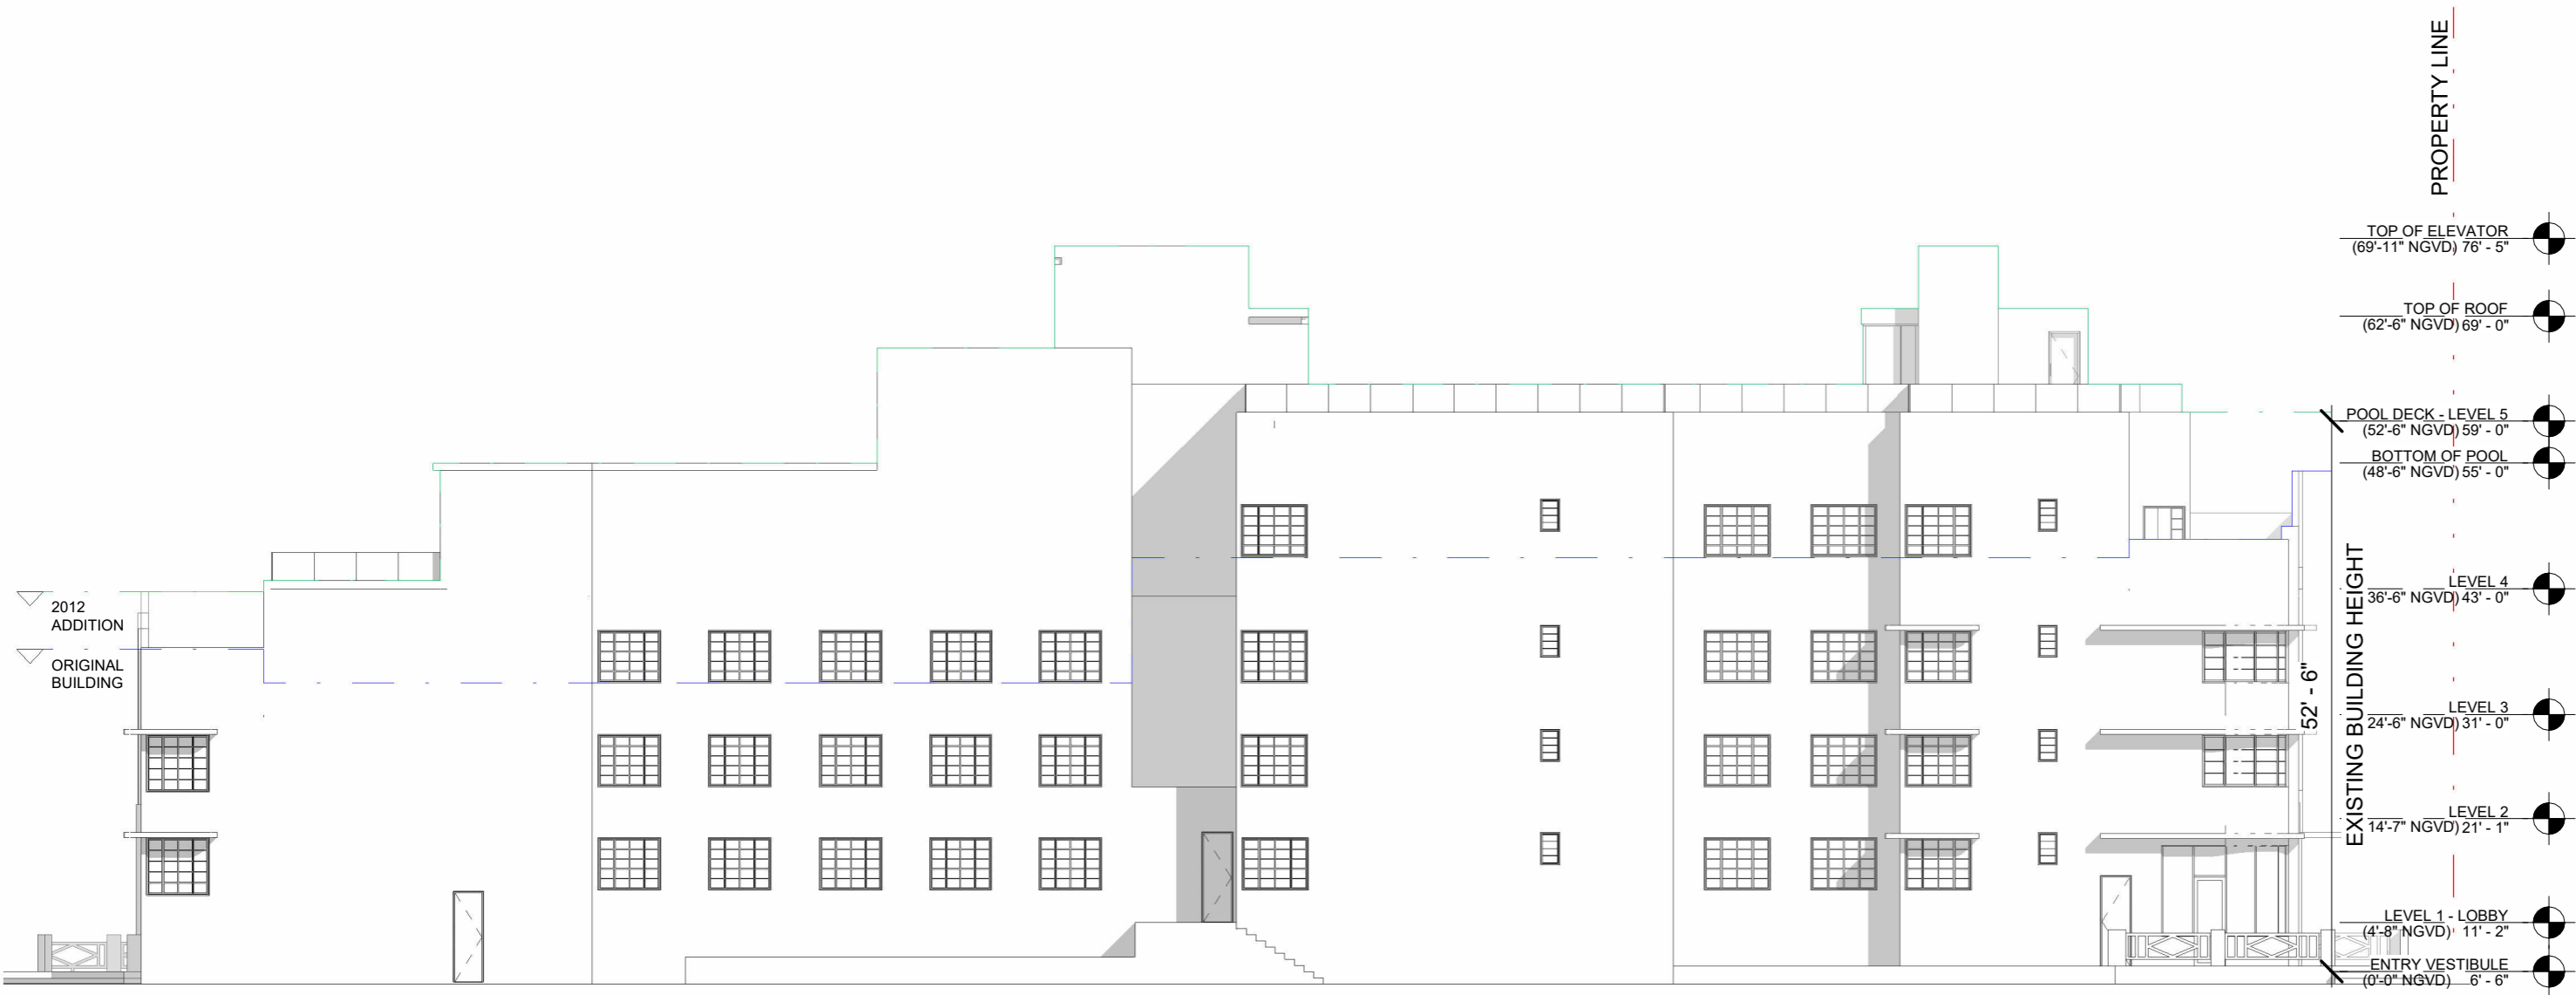 PROPERTY LINE
TOP OF ELEVATOR
(69'-11" NGVD) 76' - 5"
TOP OF ROOF
(62'-6" NGVD) 69' - 0"
POOL DECK - LEVEL 5
(52'-6" NGVD) 59' - 0"
BOTTOM OF POOL
(48'-6" NGVD) 55' - 0"
2012
ADDITION
ORIGINAL
BUILDING
LEVEL 4
36'-6" NGVD) 43' - 0"
52' - 6"
EXISTING BUILDING HEIGHT
LEVEL 3
24'-6" NGVD) 31' - 0"
LEVEL 2
14'-7" NGVD) 21' - 1"
LEVEL 1 - LOBBY
(4'-8" NGVD) 11' - 2"
ENTRY VESTIBULE
(0'-0" NGVD) 6' - 6"